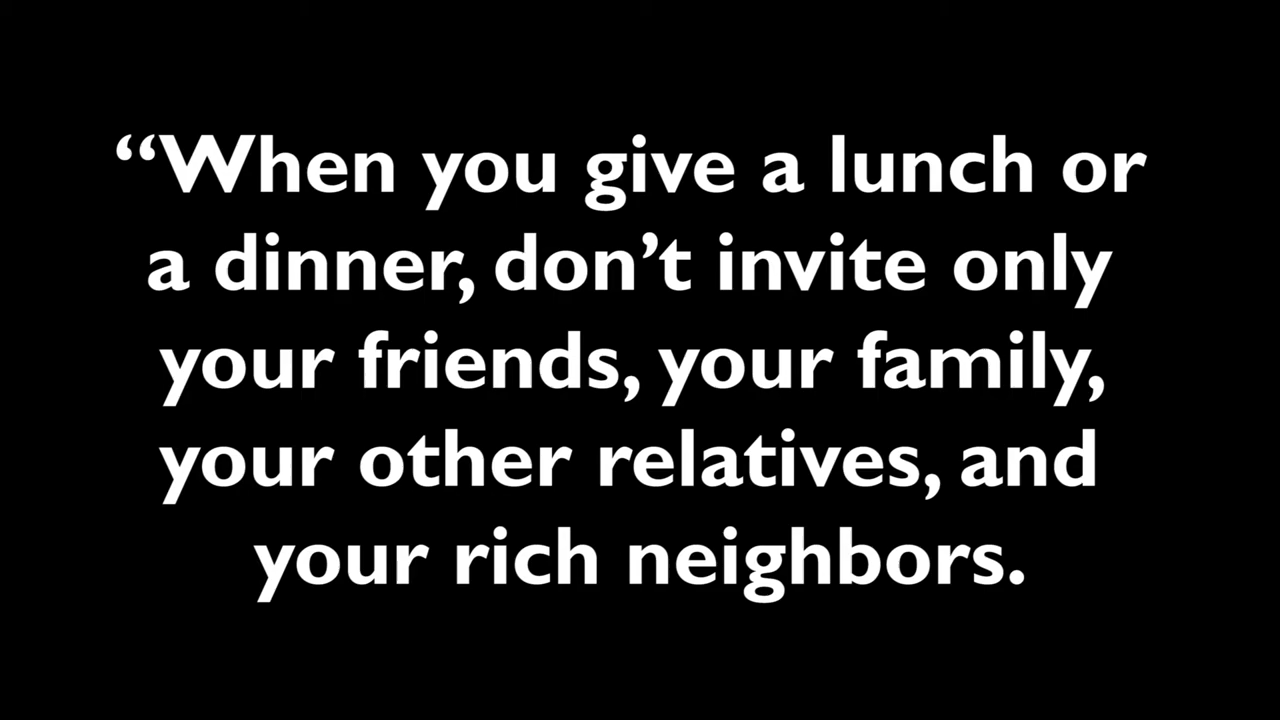 “When you give a lunch or
a dinner, don’t invite only
your friends, your family,
your other relatives, and
your rich neighbors.